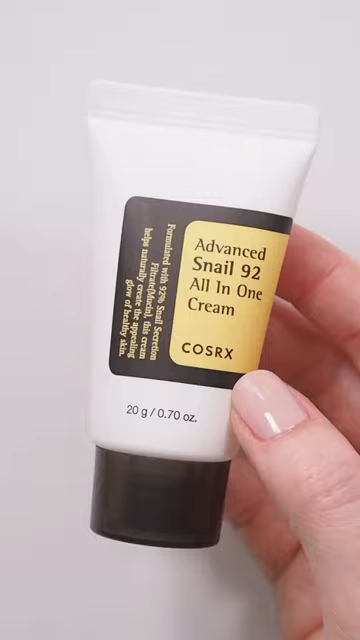 Advanced
Snail 92
All In One
Cream
COSRX
Formulated with 92% Snail Secretion
Filtrate(Mucin), this cream
helps naturally create the appealing
glow of healthy skin.
20 g / 0.70 oz.